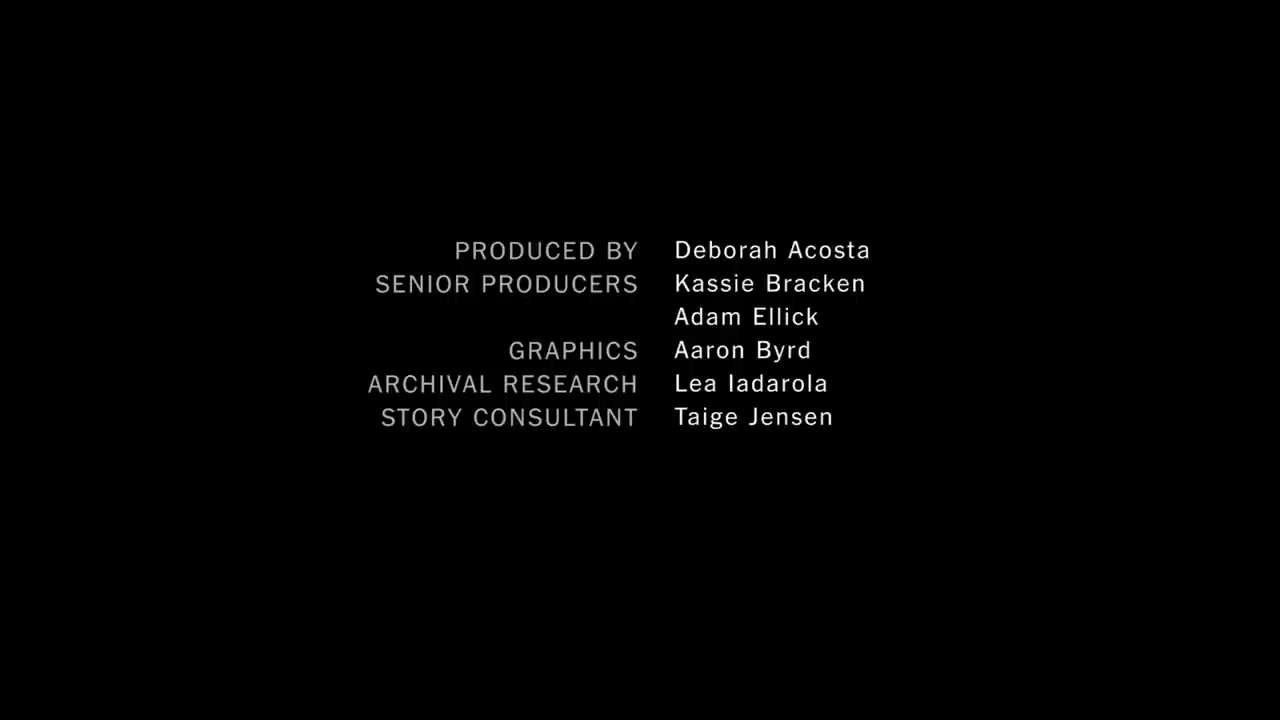 PRODUCED BY Deborah Acosta
SENIOR PRODUCERS Kassie Bracken
Adam Ellick
GRAPHICS Aaron Byrd
ARCHIVAL RESEARCH Lea Iadarola
STORY CONSULTANT Taige Jensen